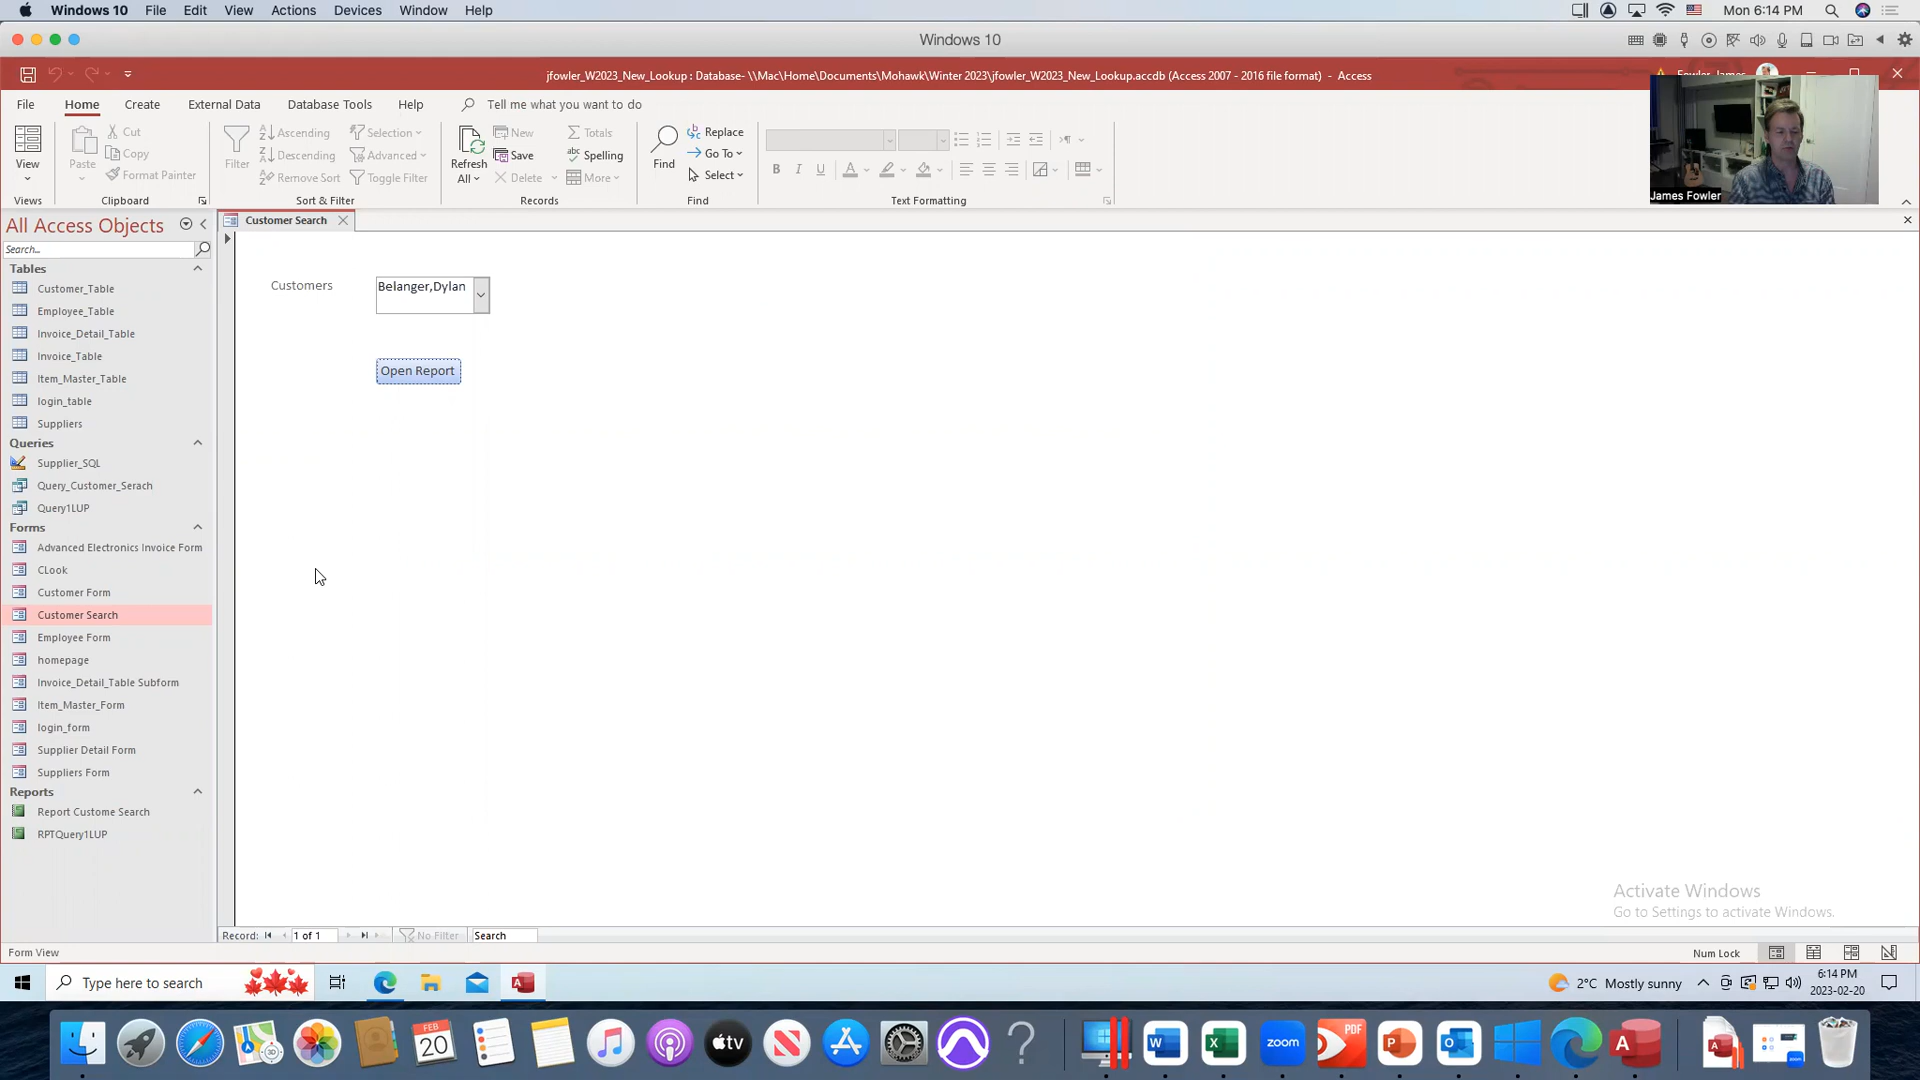 Windows 10 File Edit View Actions Devices Window Help
Mon 6:14 PM
Windows 10
jfowler_W2023_New_Lookup : Database- \\Mac\Home\Documents\Mohawk\Winter 2023\jfowler_W2023_New_Lookup.accdb (Access 2007 - 2016 file format) - Access
Fowler, James
File Home Create External Data Database Tools Help Tell me what you want to do
View
Views
Paste
Cut
Copy
Format Painter
Clipboard
Filter
Ascending
Descending
Remove Sort
Selection
Advanced
Toggle Filter
Sort & Filter
Refresh
All
New
Save
Delete
Totals
Spelling
More
Records
Find
Replace
Go To
Select
Find
B I U A
Text Formatting
James Fowler
All Access Objects
Search...
Tables
Customer_Table
Employee_Table
Invoice_Detail_Table
Invoice_Table
Item_Master_Table
login_table
Suppliers
Queries
Supplier_SQL
Query_Customer_Serach
Query1LUP
Forms
Advanced Electronics Invoice Form
CLook
Customer Form
Customer Search
Employee Form
homepage
Invoice_Detail_Table Subform
Item_Master_Form
login_form
Supplier Detail Form
Suppliers Form
Reports
Report Custome Search
RPTQuery1LUP
Customer Search
Customers
Belanger,Dylan
Open Report
Activate Windows
Go to Settings to activate Windows.
Record: 1 of 1 No Filter Search
Form View
Num Lock
Type here to search
2°C Mostly sunny
6:14 PM
2023-02-20
FEB
20
tv
zoom
PDF